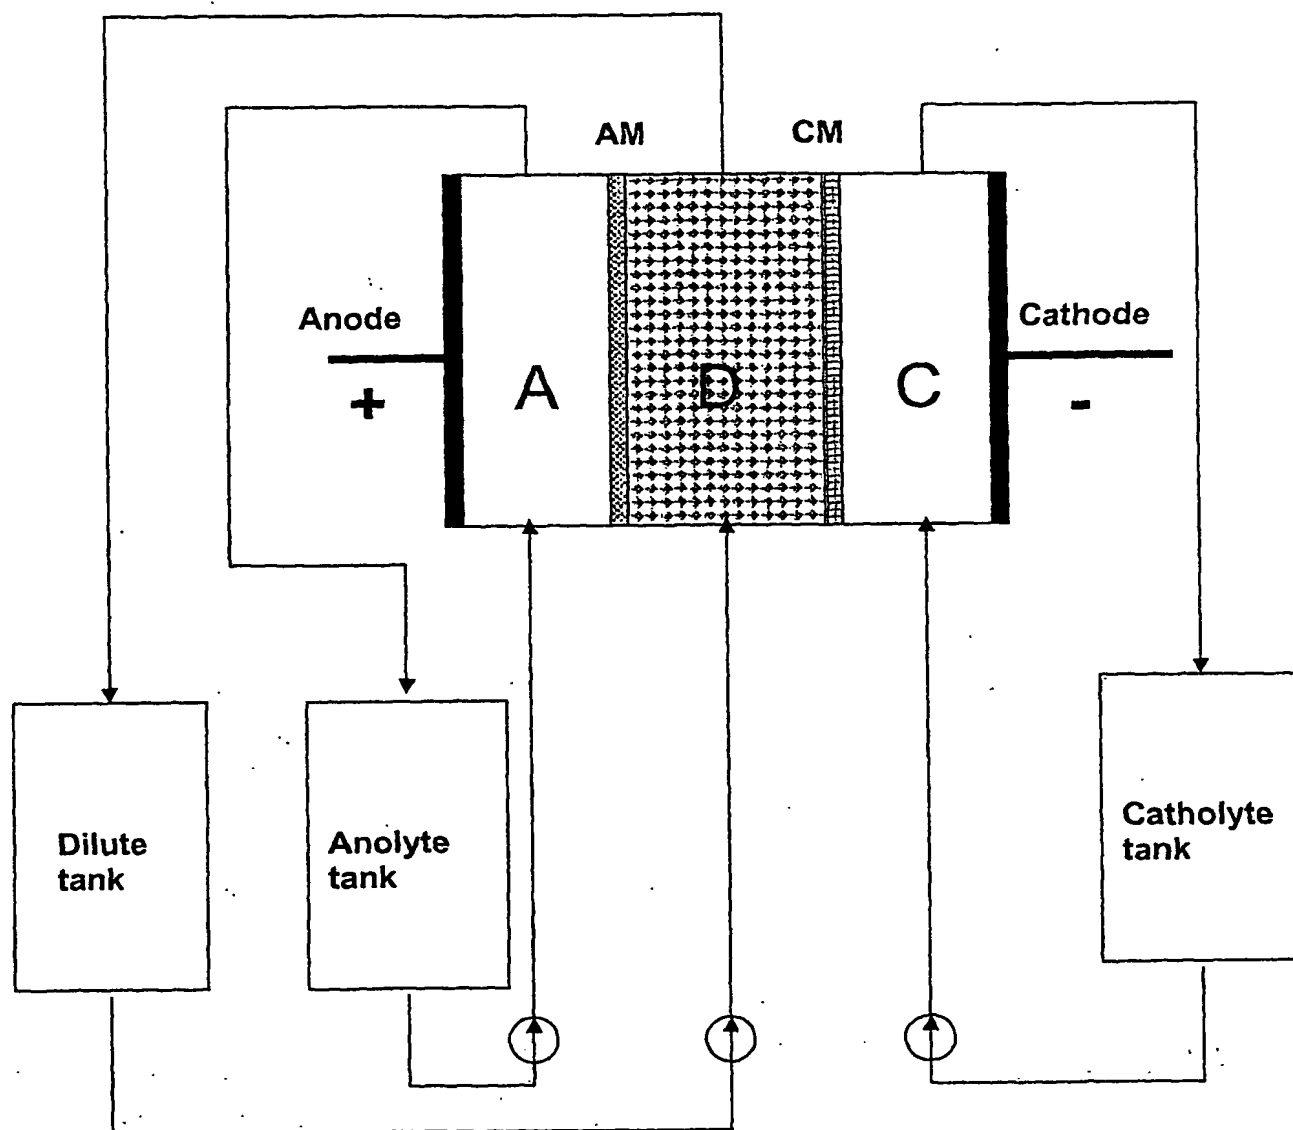 AM
CM
Anode
Cathode
+
A
D
C
-
Dilute
tank
Anolyte
tank
Catholyte
tank